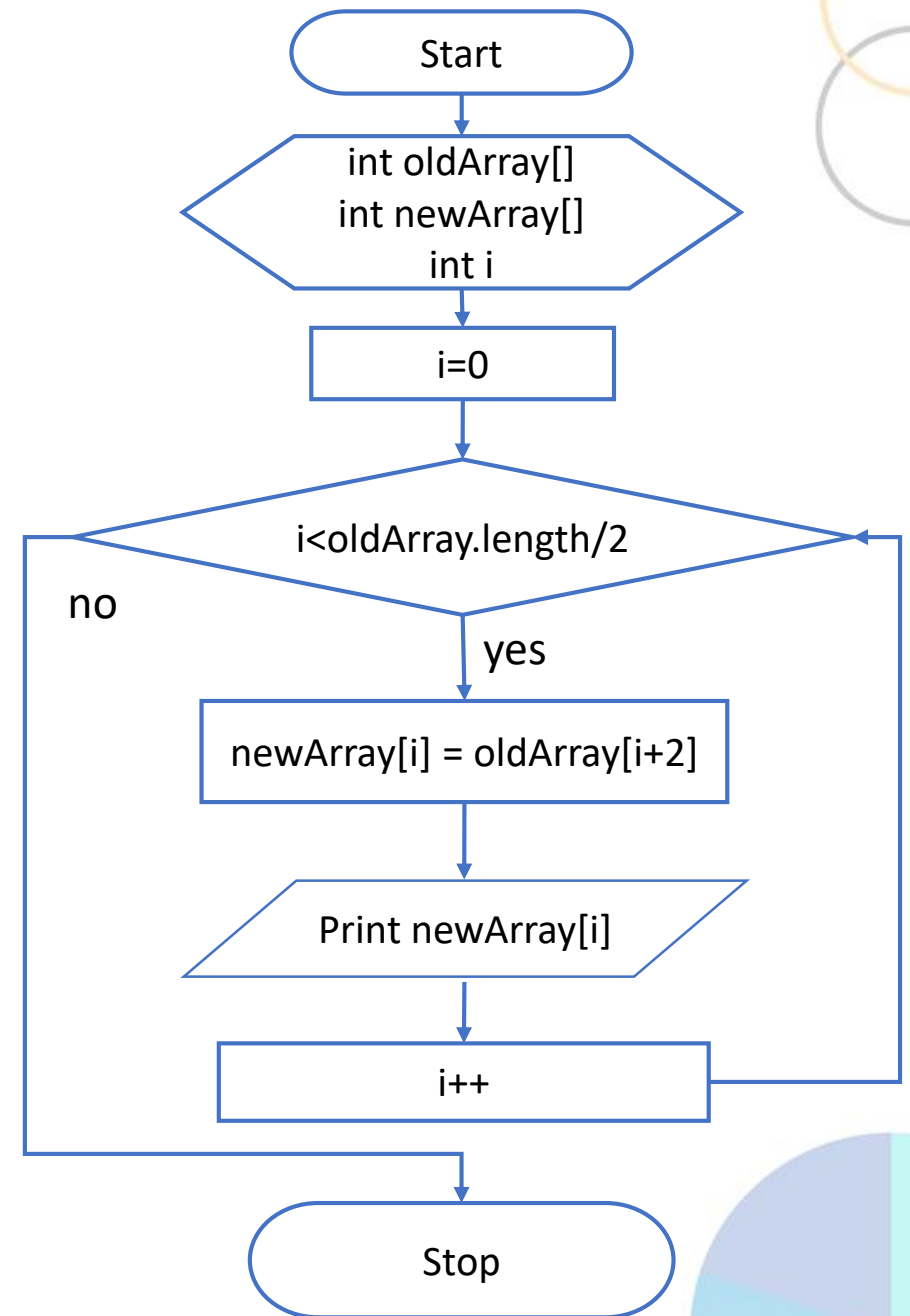 Start
int oldArray[]
int newArray[]
int i
i=0
i<oldArray.length/2
no
yes
newArray[i] = oldArray[i+2]
Print newArray[i]
i++
Stop